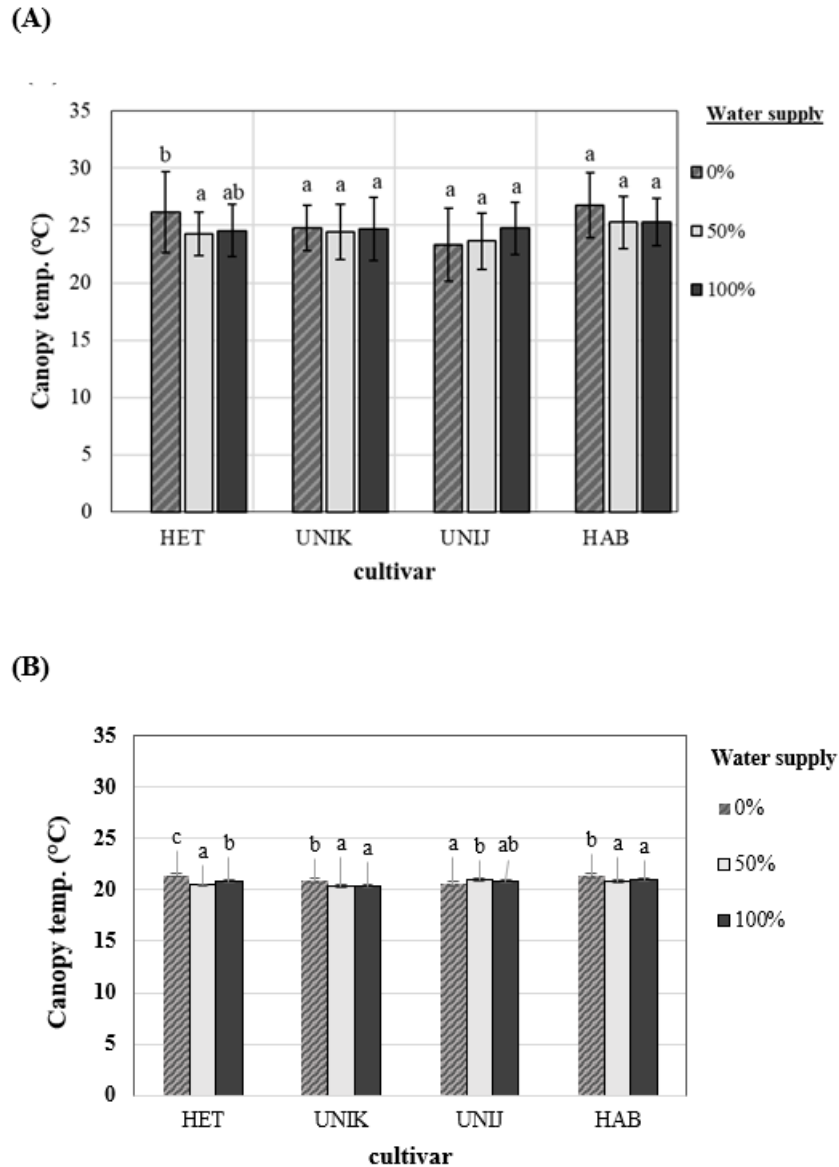 (A)
Water supply
0%
50%
100%
Canopy temp. (°C)
35
30
25
20
15
10
5
0
b a ab a a a a a a a a a
HET UNIK UNIJ HAB
cultivar
(B)
Water supply
0%
50%
100%
Canopy temp. (°C)
35
30
25
20
15
10
5
0
c a b b a a a b ab b a a
HET UNIK UNIJ HAB
cultivar